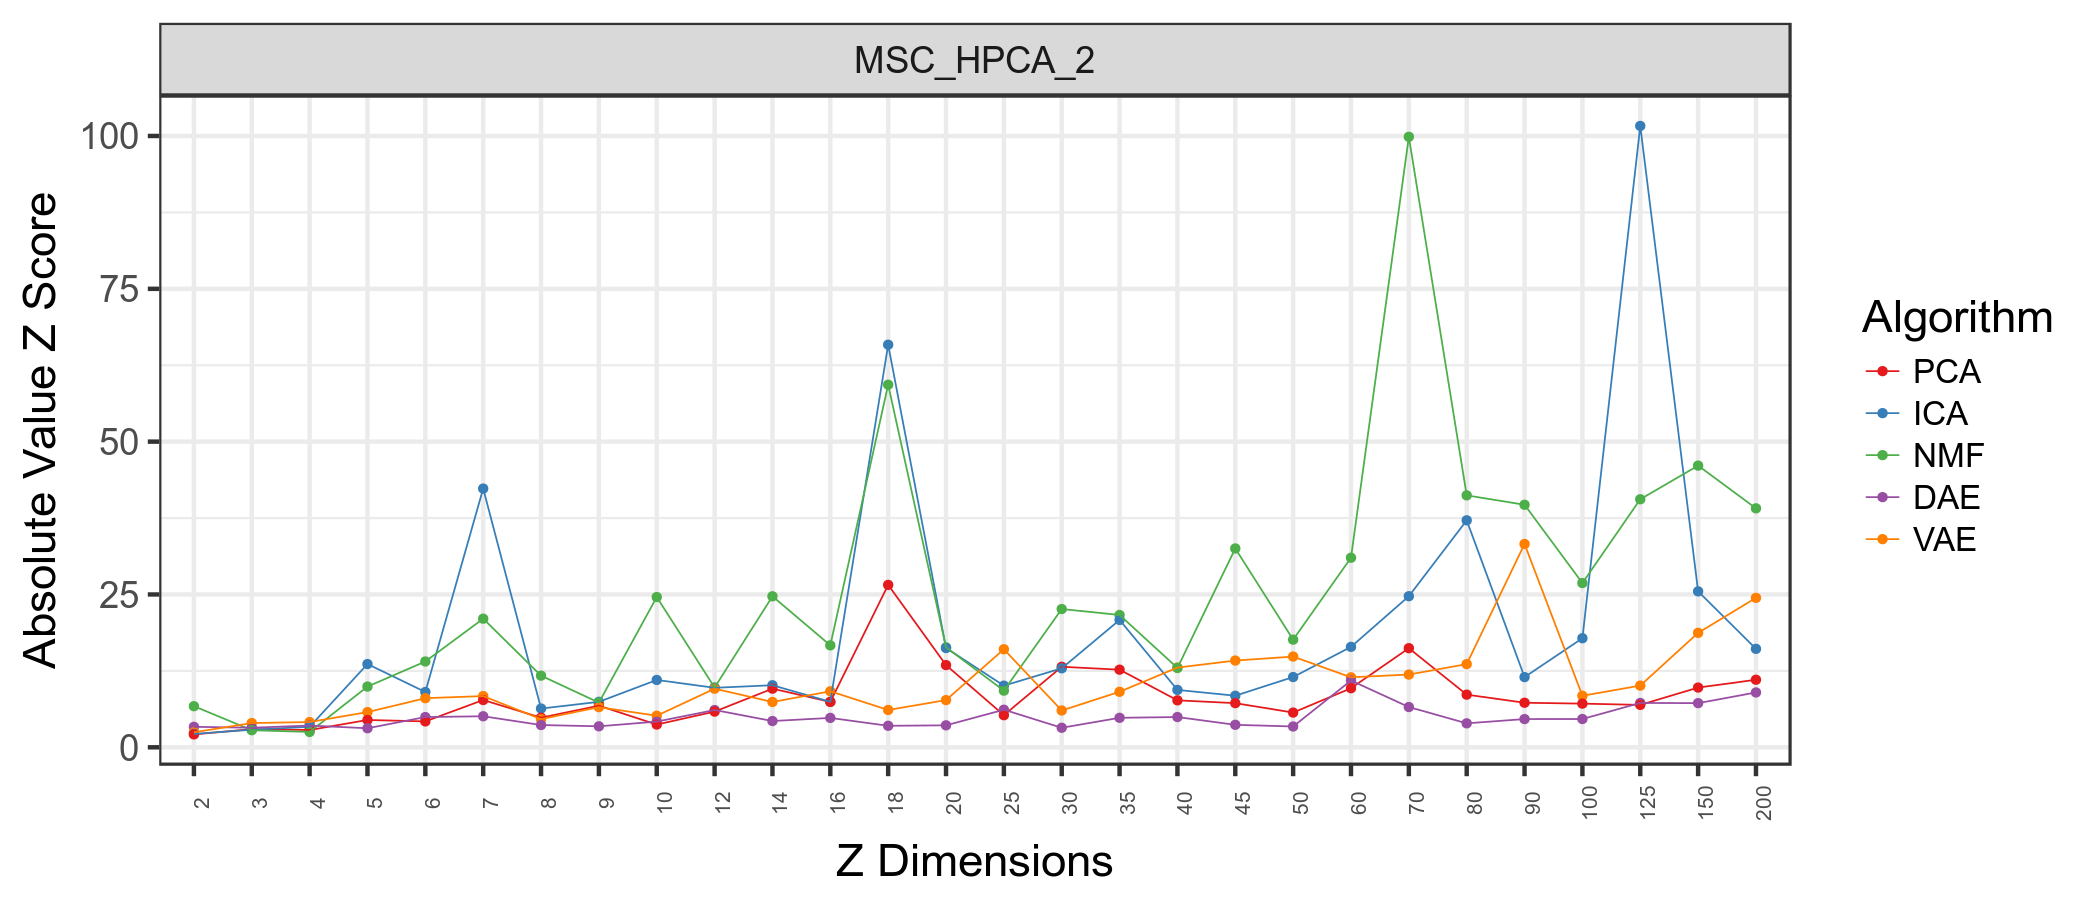 MSC_HPCA_2
Absolute Value Z Score
100
75
50
25
0
2 3 4 5 6 7 8 9 10 12 14 16 18 20 25 30 35 40 45 50 60 70 80 90 100 125 150 200
Z Dimensions
Algorithm
PCA
ICA
NMF
DAE
VAE